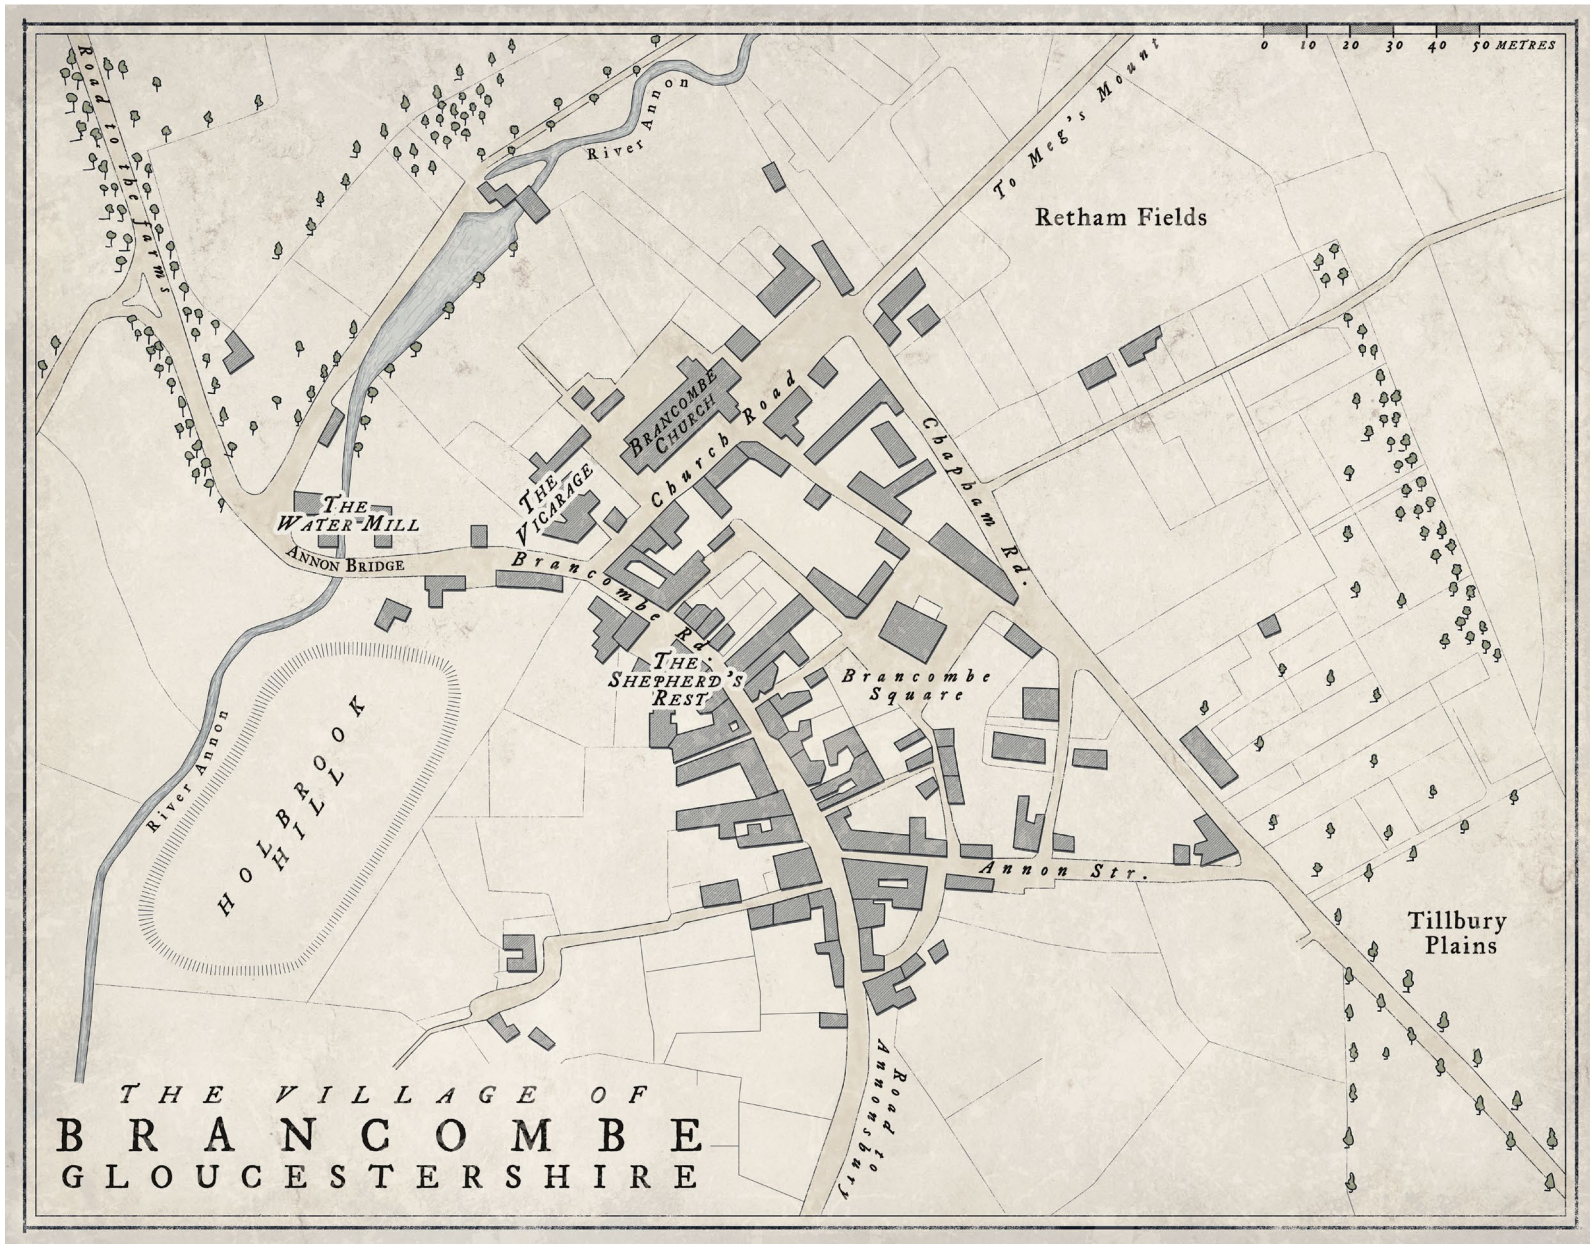 0 10 20 30 40 50 METRES
Road to the farms
River Annon
To Meg's Mount
Retham Fields
BRANCOMBE
CHURCH
Church Road
Chapham Rd.
THE
VICARAGE
THE
WATER MILL
ANNON BRIDGE
Brancombe Rd.
THE
SHEPHERD'S
REST
Brancombe
Square
River Annon
HOLBROOK
HILL
Annon Str.
Tillbury
Plains
Road to
Annonsbury
THE VILLAGE OF
BRANCOMBE
GLOUCESTERSHIRE